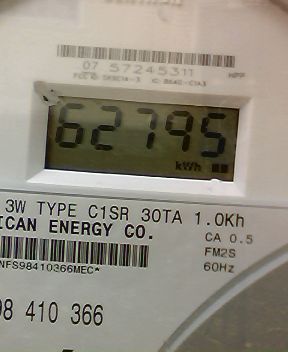 07 57245311
62795
kWh
3W TYPE C1SR 30TA 1.0Kh
ICAN ENERGY CO.
CA 0.5
FM2S
60Hz
NFS98410366MEC*
98 410 366